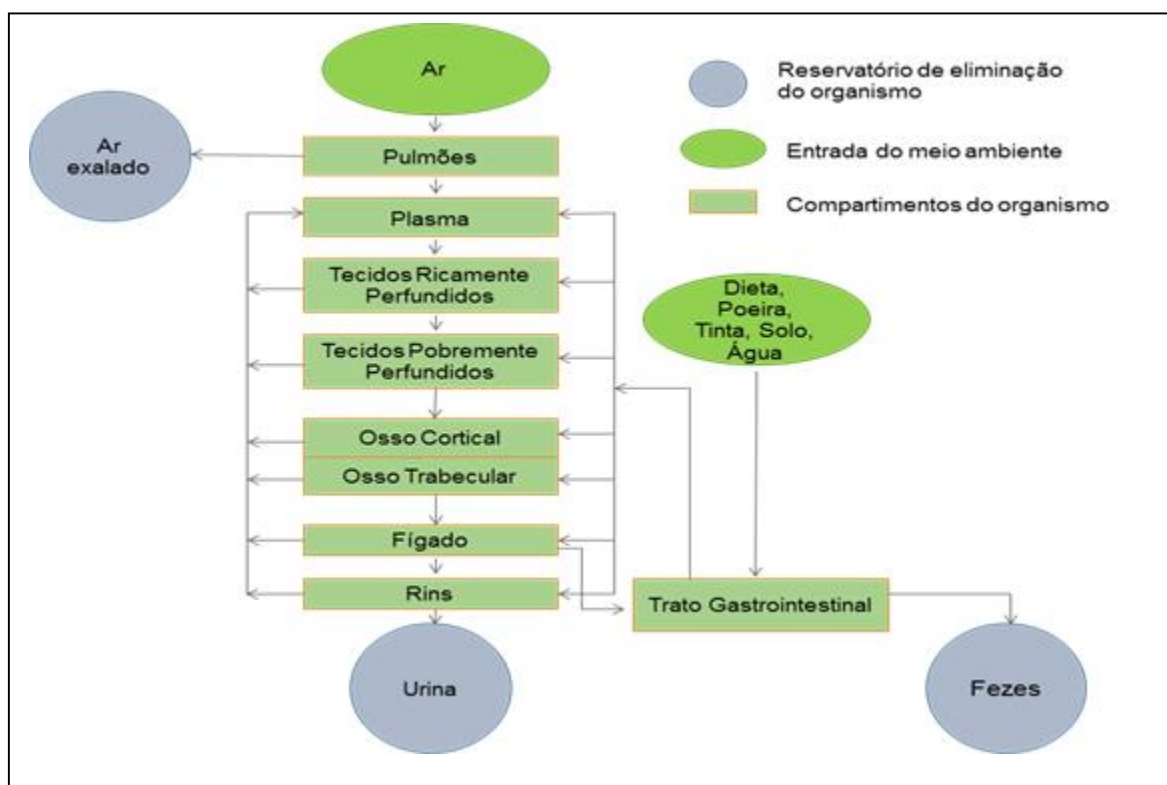 Ar
Ar
exalado
Pulmões
Plasma
Tecidos Ricamente
Perfundidos
Tecidos Pobremente
Perfundidos
Osso Cortical
Osso Trabecular
Fígado
Rins
Urina
Reservatório de eliminação
do organismo
Entrada do meio ambiente
Compartimentos do organismo
Dieta,
Poeira,
Tinta, Solo,
Água
Trato Gastrointestinal
Fezes